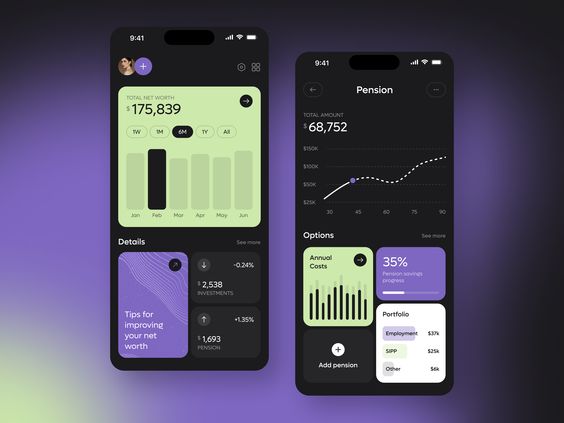 9:41
TOTAL NET WORTH
$ 175,839
1W 1M 6M 1Y All
Jan Feb Mar Apr May Jun
Details See more
Tips for
improving
your net
worth
-0.24%
$ 2,538
INVESTMENTS
+1.35%
$ 1,693
PENSION
9:41
Pension
TOTAL AMOUNT
$ 68,752
$150K
$100K
$50K
$25K
30 45 60 75 90
Options See more
Annual
Costs
35%
Pension savings
progress
Add pension
Portfolio
Employment $37k
SIPP $25k
Other $6k